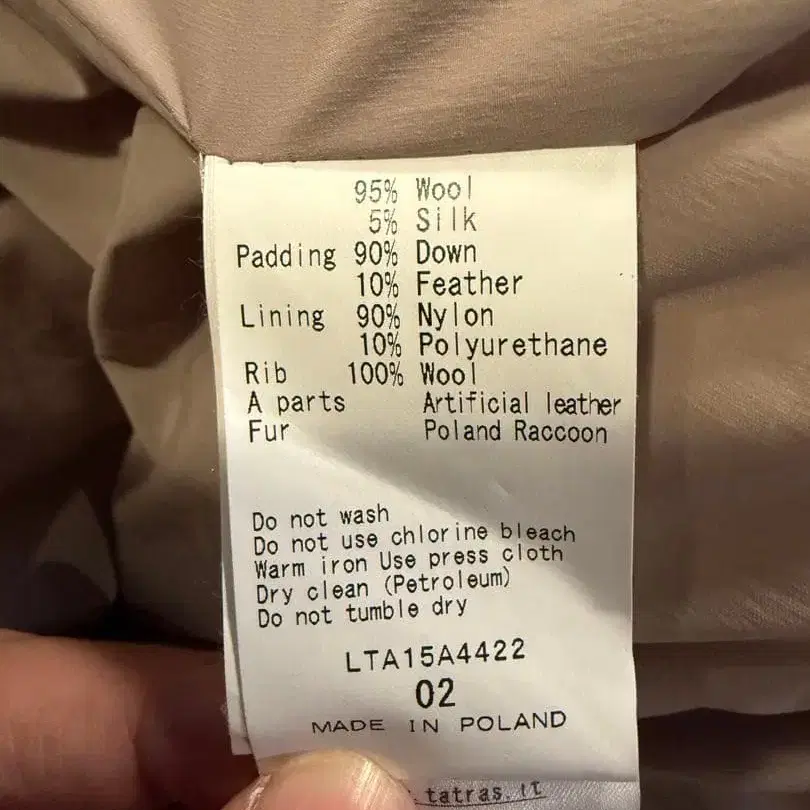 95% Wool
5% Silk
Padding 90% Down
10% Feather
Lining 90% Nylon
10% Polyurethane
Rib 100% Wool
A parts Artificial leather
Fur Poland Raccoon
Do not wash
Do not use chlorine bleach
Warm iron Use press cloth
Dry clean (Petroleum)
Do not tumble dry
LTA15A4422
02
MADE IN POLAND
tatras.it